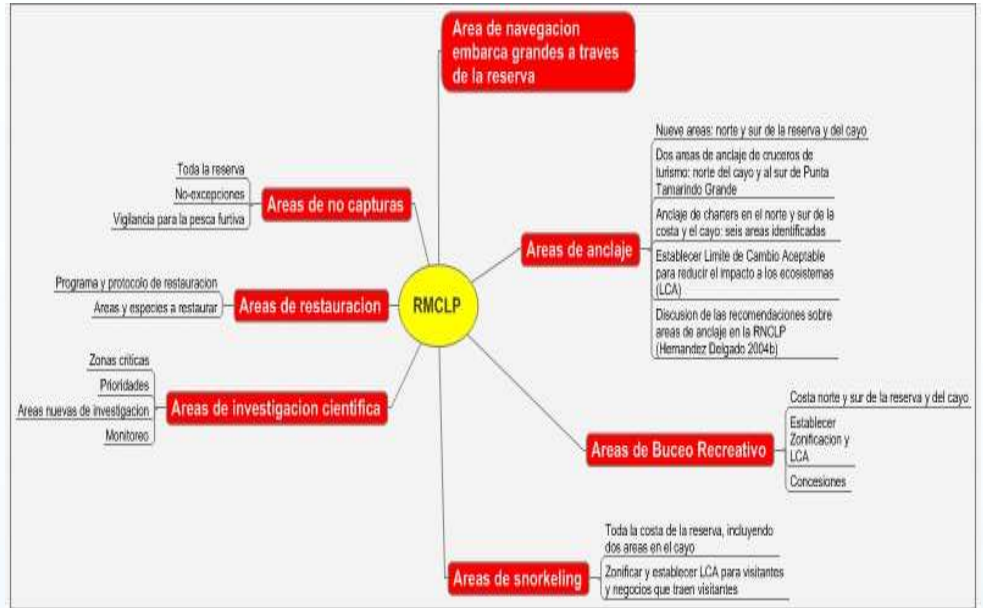 Area de navegacion
embarca grandes a traves
de la reserva
Nueve areas: norte y sur de la reserva y del cayo
Dos areas de anclaje de cruceros de
turismo: norte del cayo y al sur de Punta
Tamarindo Grande
Anclaje de charters en el norte y sur de la
costa y el cayo: seis areas identificadas
Establecer Limite de Cambio Aceptable
para reducir el impacto a los ecosistemas
(LCA)
Discusion de las recomendaciones sobre
areas de anclaje en la RNCLP
(Hernandez Delgado 2004b)
Areas de anclaje
Toda la reserva
No-excepciones
Vigilancia para la pesca furtiva
Areas de no capturas
Programa y protocolo de restauracion
Areas y especies a restaurar
Areas de restauracion
RMCLP
Zonas criticas
Prioridades
Areas nuevas de investigacion
Monitoreo
Areas de investigacion cientifica
Areas de Buceo Recreativo
Costa norte y sur de la reserva y del cayo
Establecer
Zonificacion y
LCA
Concesiones
Areas de snorkeling
Toda la costa de la reserva, incluyendo
dos areas en el cayo
Zonificar y establecer LCA para visitantes
y negocios que traen visitantes